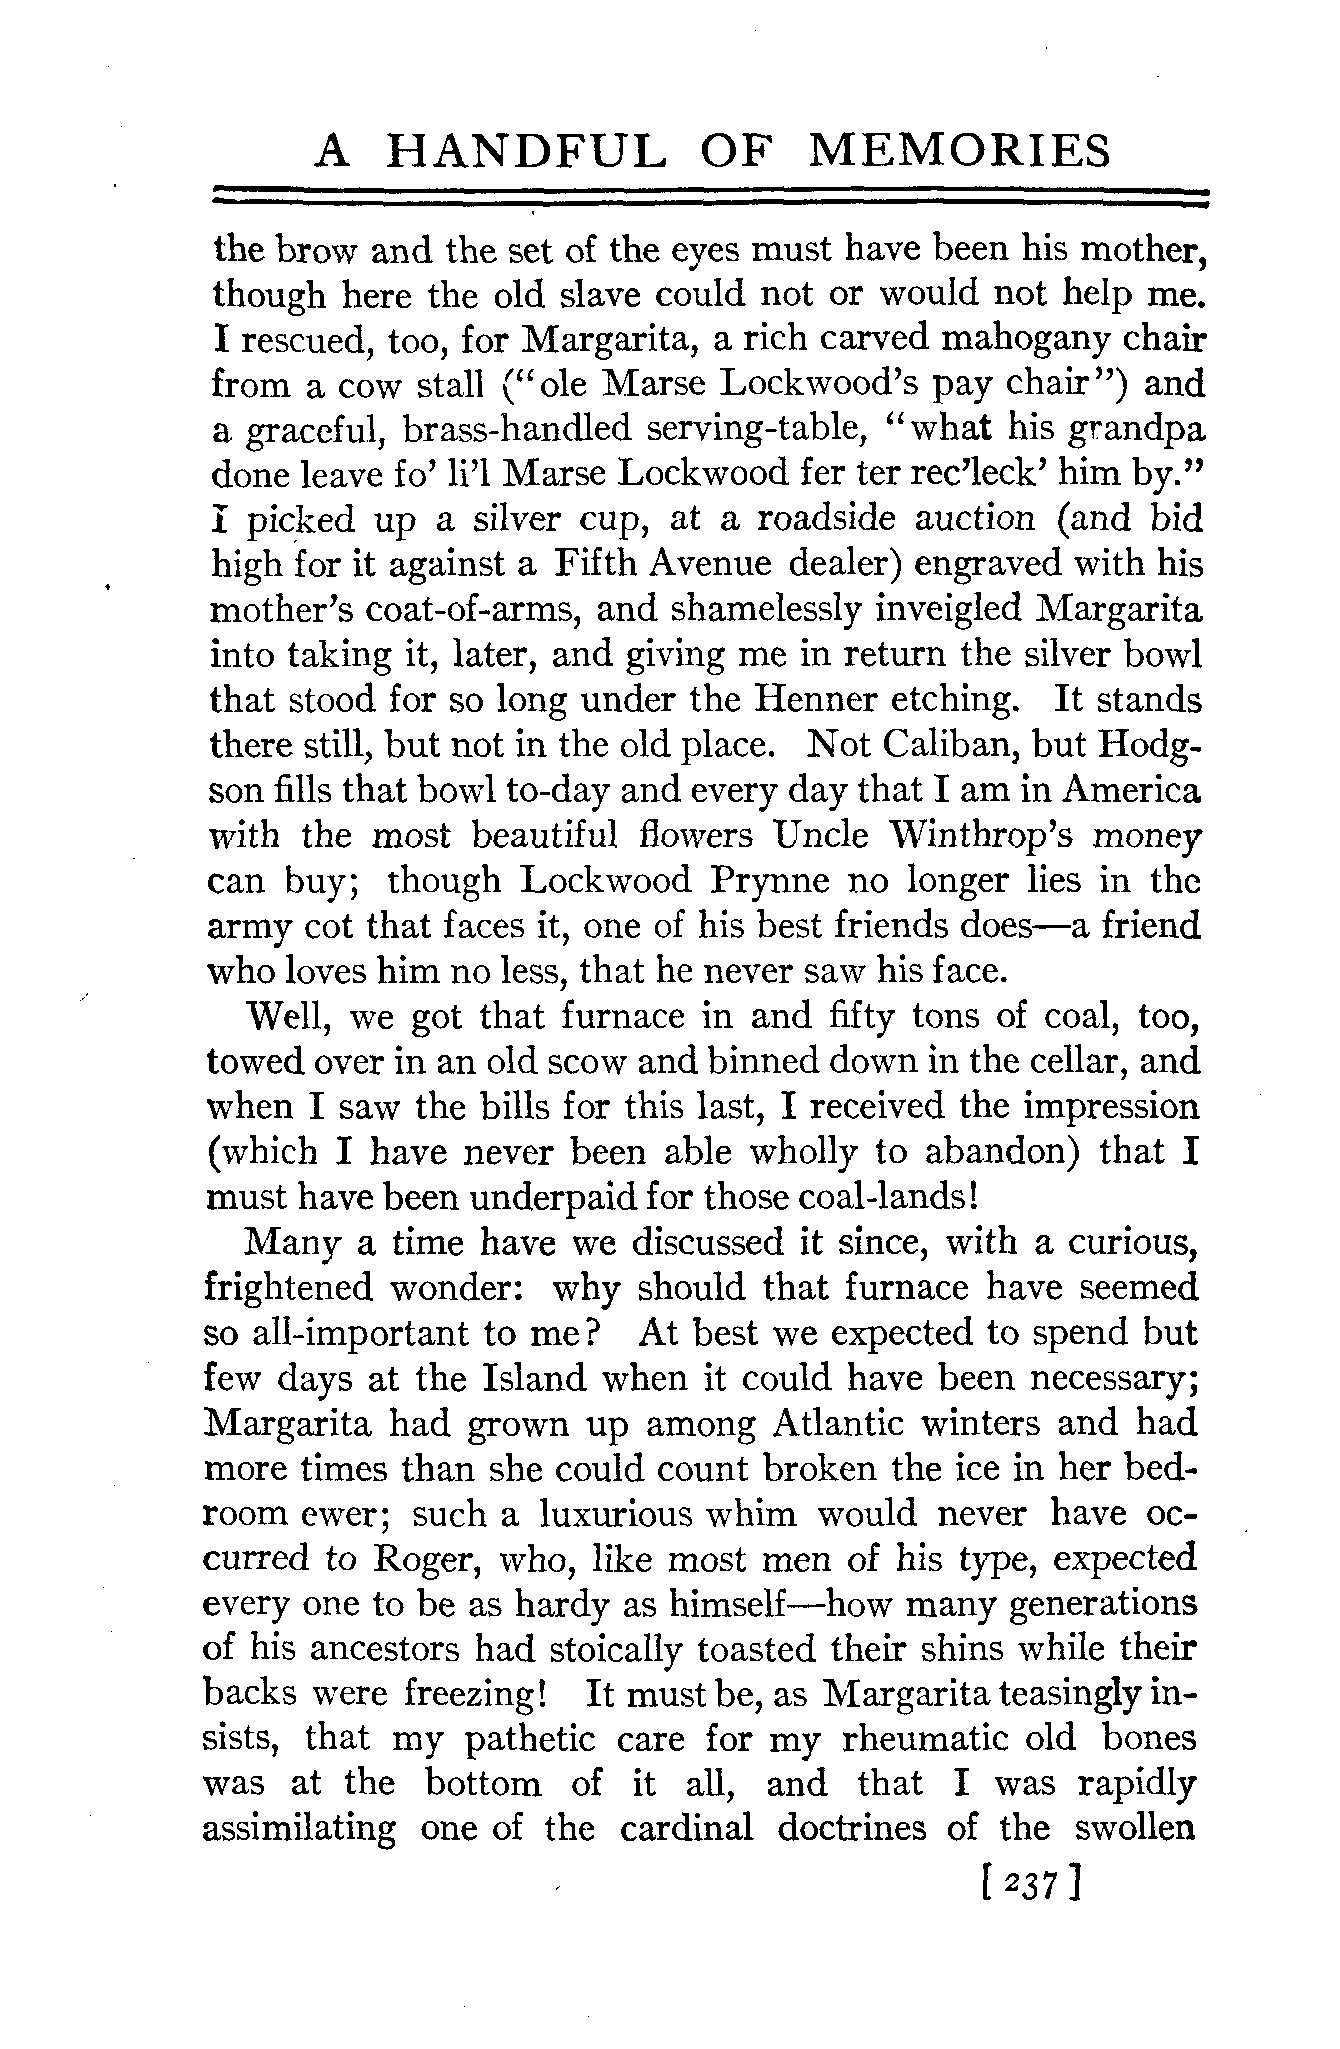 A HANDFUL OF MEMORIES
the brow and the set of the eyes must have been his mother,
though here the old slave could not or would not help me.
I rescued, too, for Margarita, a rich carved mahogany chair
from a cow stall ("ole Marse Lockwood's pay chair") and
a graceful, brass-handled serving-table, "what his grandpa
done leave fo' li'l Marse Lockwood fer ter rec'leck' him by."
I picked up a silver cup, at a roadside auction (and bid
high for it against a Fifth Avenue dealer) engraved with his
mother's coat-of-arms, and shamelessly inveigled Margarita
into taking it, later, and giving me in return the silver bowl
that stood for so long under the Henner etching. It stands
there still, but not in the old place. Not Caliban, but Hodg-
son fills that bowl to-day and every day that I am in America
with the most beautiful flowers Uncle Winthrop's money
can buy; though Lockwood Prynne no longer lies in the
army cot that faces it, one of his best friends does—a friend
who loves him no less, that he never saw his face.
Well, we got that furnace in and fifty tons of coal, too,
towed over in an old scow and binned down in the cellar, and
when I saw the bills for this last, I received the impression
(which I have never been able wholly to abandon) that I
must have been underpaid for those coal-lands!
Many a time have we discussed it since, with a curious,
frightened wonder: why should that furnace have seemed
so all-important to me? At best we expected to spend but
few days at the Island when it could have been necessary;
Margarita had grown up among Atlantic winters and had
more times than she could count broken the ice in her bed-
room ewer; such a luxurious whim would never have oc-
curred to Roger, who, like most men of his type, expected
every one to be as hardy as himself—how many generations
of his ancestors had stoically toasted their shins while their
backs were freezing! It must be, as Margarita teasingly in-
sists, that my pathetic care for my rheumatic old bones
was at the bottom of it all, and that I was rapidly
assimilating one of the cardinal doctrines of the swollen
[ 237 ]